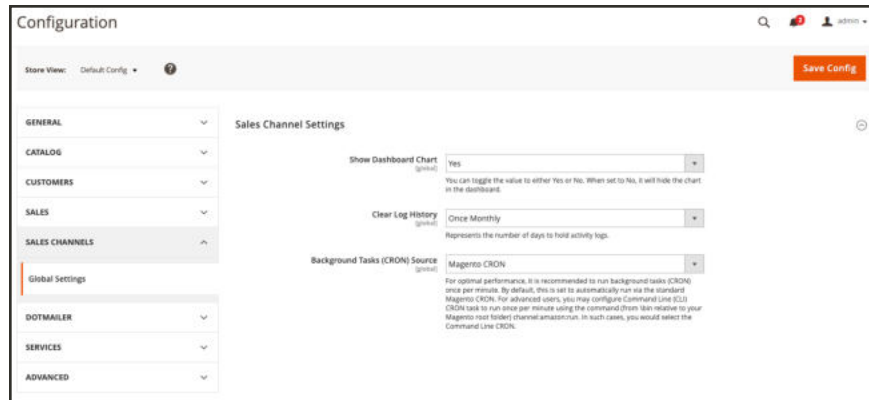 Configuration
3
admin
Store View: Default Config
?
Save Config
GENERAL
CATALOG
CUSTOMERS
SALES
SALES CHANNELS
Global Settings
DOTMAILER
SERVICES
ADVANCED
Sales Channel Settings
Show Dashboard Chart
[global]
Yes
You can toggle the value to either Yes or No. When set to No, it will hide the chart
in the dashboard.
Clear Log History
[global]
Once Monthly
Represents the number of days to hold activity logs.
Background Tasks (CRON) Source
[global]
Magento CRON
For optimal performance, it is recommended to run background tasks (CRON)
once per minute. By default, this is set to automatically run via the standard
Magento CRON. For advanced users, you may configure Command Line (CLI)
CRON task to run once per minute using the command (from \bin relative to your
Magento root folder) channel:amazon:run. In such cases, you would select the
Command Line CRON.